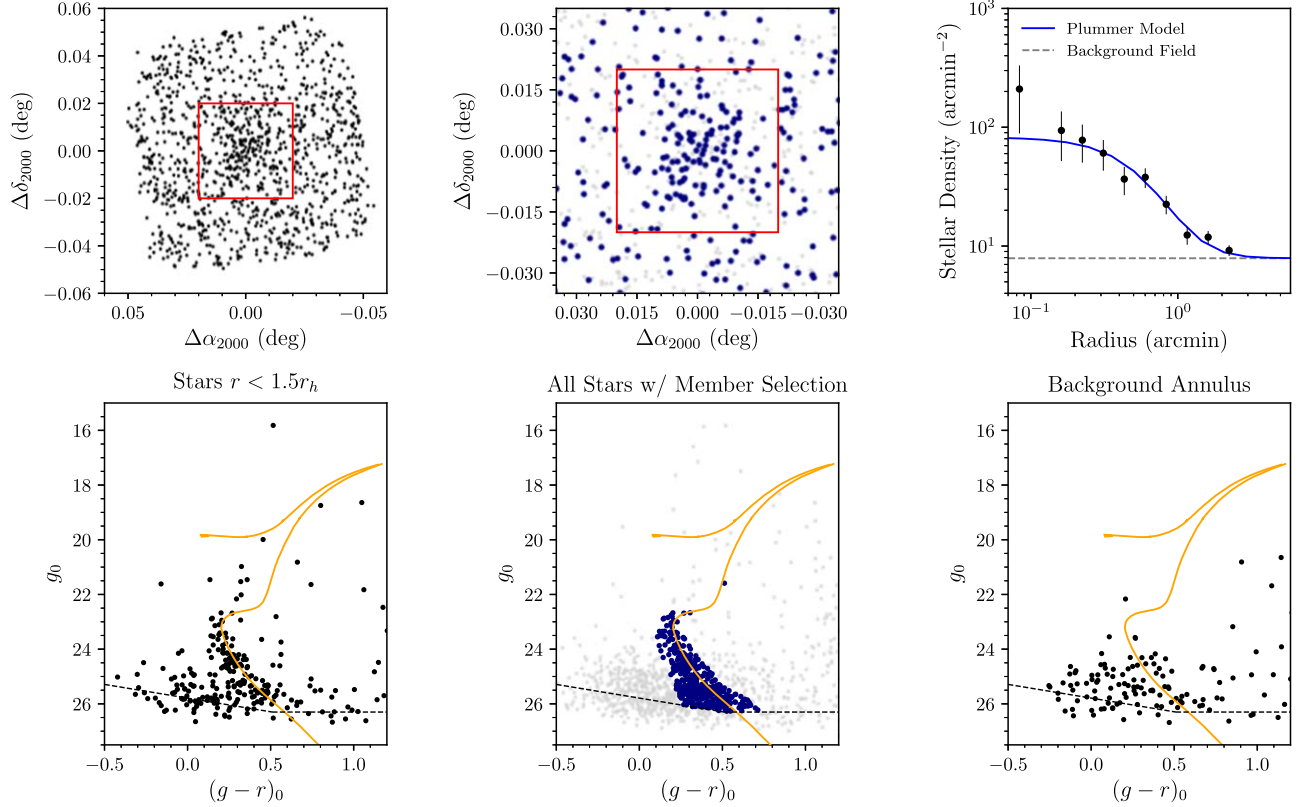 0.06
0.04
0.02
0.00
−0.02
−0.04
−0.06
Δδ₂₀₀₀ (deg)
0.05 0.00 −0.05
Δα₂₀₀₀ (deg)
0.030
0.015
0.000
−0.015
−0.030
Δδ₂₀₀₀ (deg)
0.030 0.015 0.000 −0.015 −0.030
Δα₂₀₀₀ (deg)
10³
10²
10¹
Stellar Density (arcmin⁻²)
Plummer Model
Background Field
10⁻¹ 10⁰
Radius (arcmin)
Stars r < 1.5r_h
16
18
20
22
24
26
g₀
−0.5 0.0 0.5 1.0
(g − r)₀
All Stars w/ Member Selection
16
18
20
22
24
26
g₀
−0.5 0.0 0.5 1.0
(g − r)₀
Background Annulus
16
18
20
22
24
26
g₀
−0.5 0.0 0.5 1.0
(g − r)₀